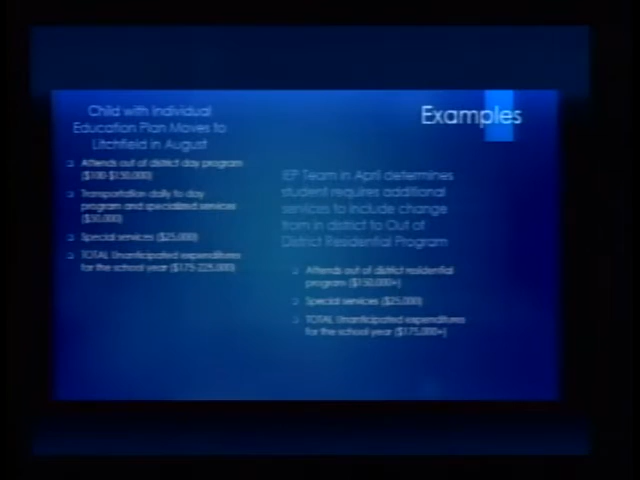 Examples
Child with Individual
Education Plan Moves to
Litchfield in August
Attends out of district day program
($100-$150,000)
Transportation daily to day
program and specialized services
($50,000)
Special services ($25,000)
TOTAL Unanticipated expenditures
for the school year ($175-225,000)
IEP Team in April determines
student requires additional
services to include change
from in district to Out of
District Residential Program
Attends out of district residential
program ($150,000+)
Special services ($25,000)
TOTAL Unanticipated expenditures
for the school year ($175,000+)